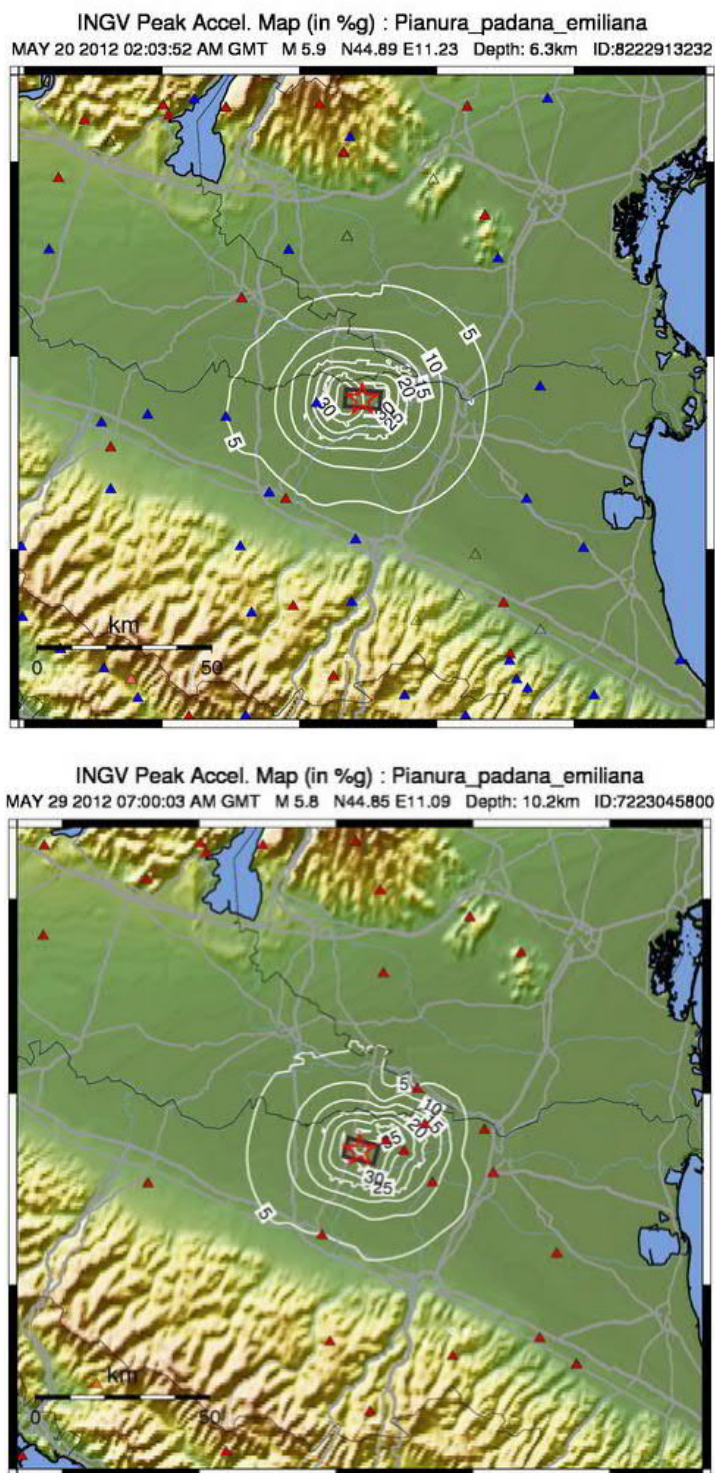 INGV Peak Accel. Map (in %g) : Pianura_padana_emiliana
MAY 20 2012 02:03:52 AM GMT M 5.9 N44.89 E11.23 Depth: 6.3km ID:8222913232
5
10
15
20
30
5
km
0 50
INGV Peak Accel. Map (in %g) : Pianura_padana_emiliana
MAY 29 2012 07:00:03 AM GMT M 5.8 N44.85 E11.09 Depth: 10.2km ID:7223045800
5
10
15
20
35
30
25
5
km
0 50